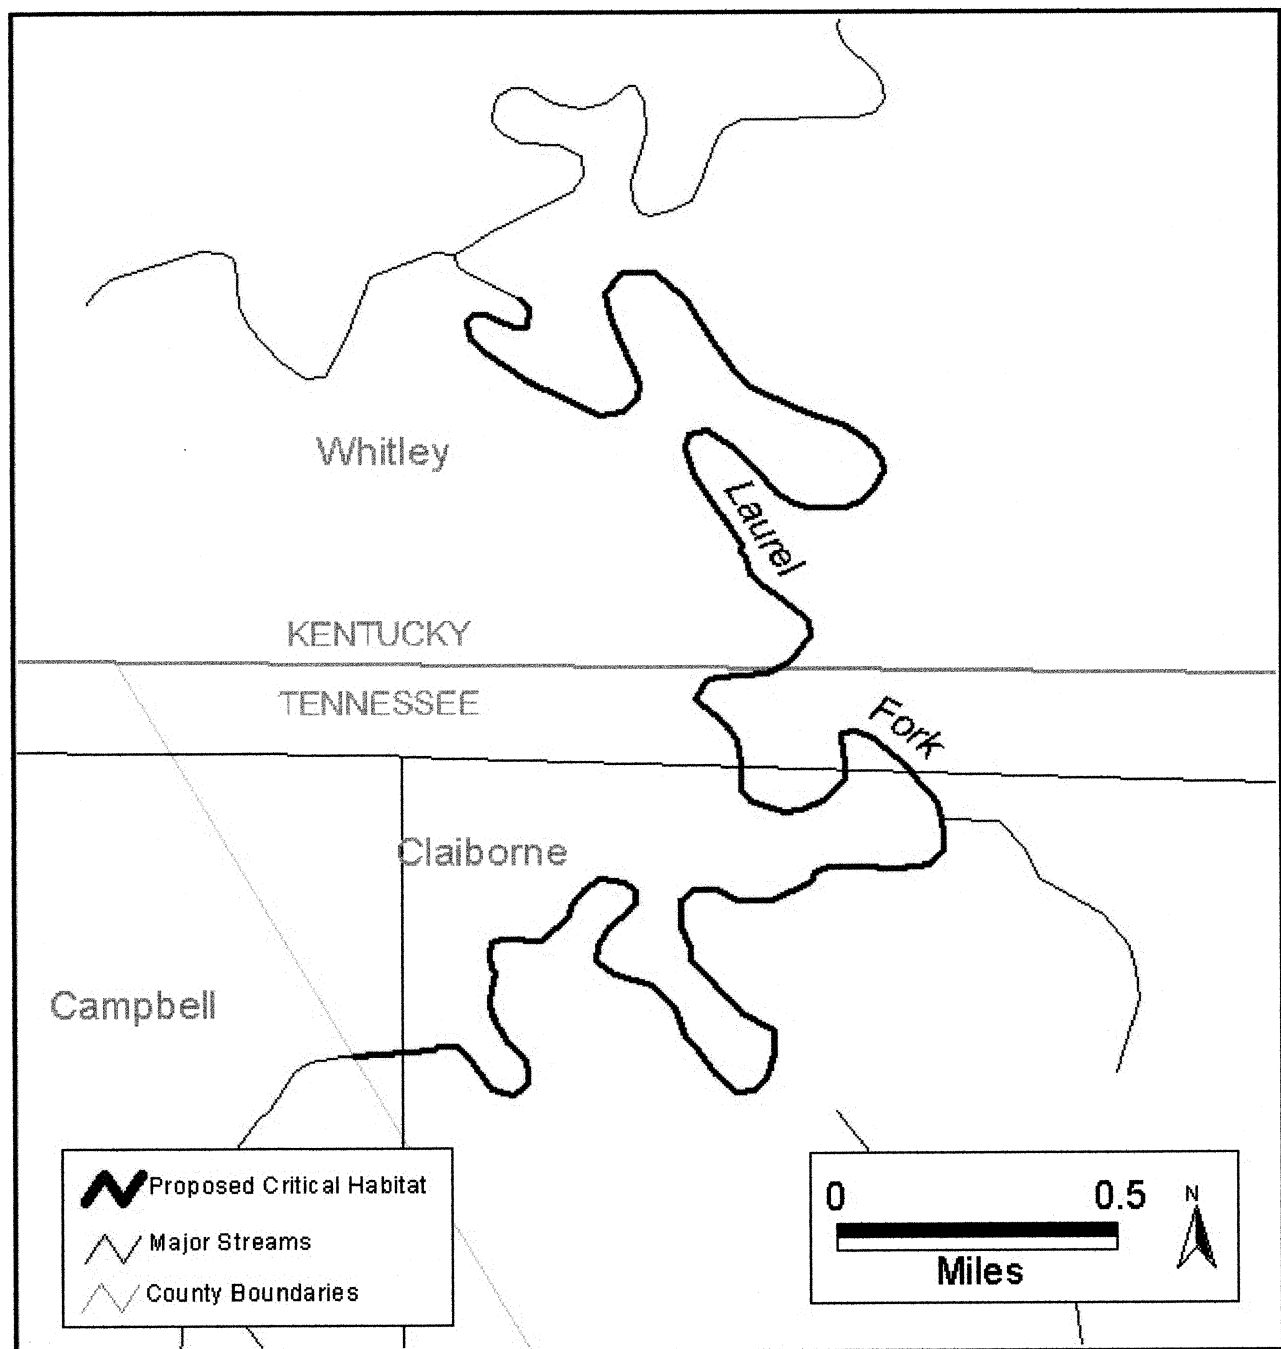 Whitley
Laurel
KENTUCKY
TENNESSEE
Fork
Claiborne
Campbell
Proposed Critical Habitat
Major Streams
County Boundaries
0 0.5
Miles
N